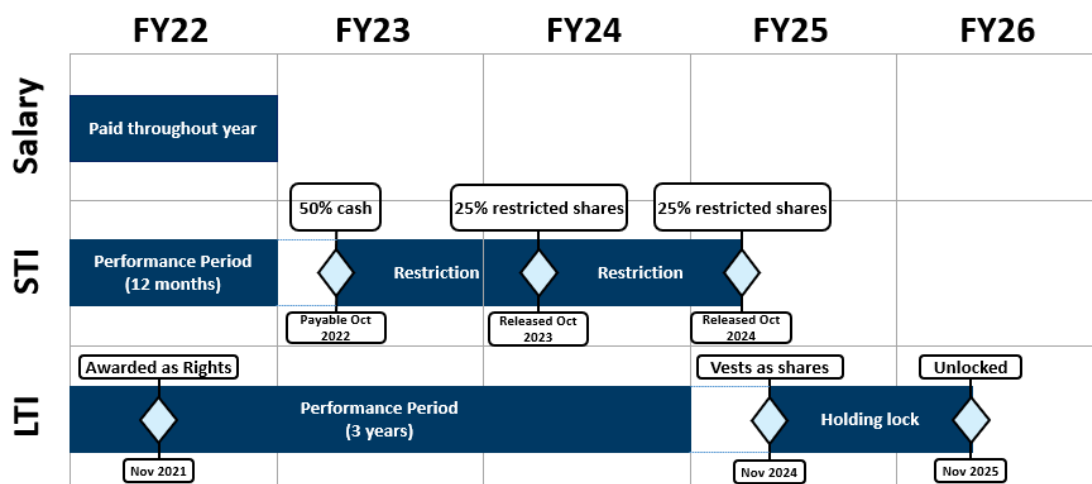 FY22 FY23 FY24 FY25 FY26
Salary
Paid throughout year
STI
50% cash
25% restricted shares
25% restricted shares
Performance Period
(12 months)
Restriction
Restriction
Payable Oct
2022
Released Oct
2023
Released Oct
2024
LTI
Awarded as Rights
Vests as shares
Unlocked
Performance Period
(3 years)
Holding lock
Nov 2021
Nov 2024
Nov 2025